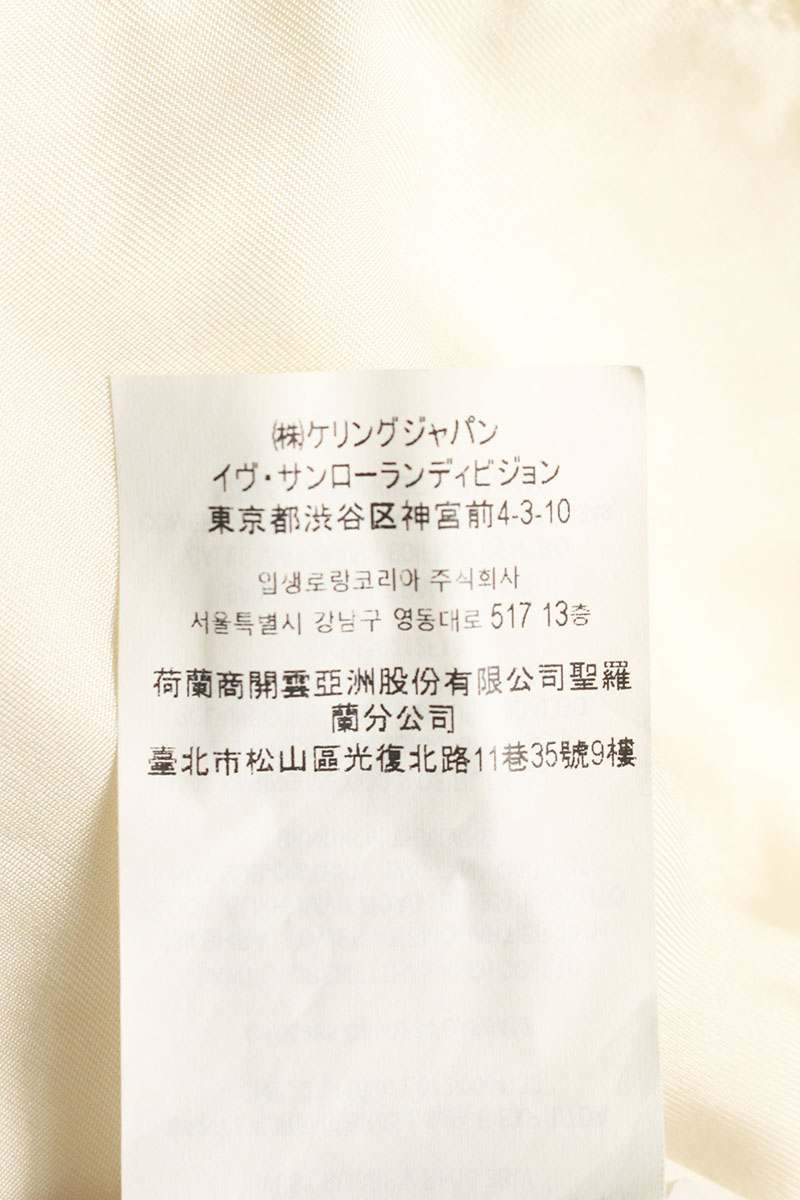 ㈱ケリングジャパン
イヴ・サンローランディビジョン
東京都渋谷区神宮前4-3-10
입생로랑코리아 주식회사
서울특별시 강남구 영동대로 517 13층
荷蘭商開雲亞洲股份有限公司聖羅
蘭分公司
臺北市松山區光復北路11巷35號9樓